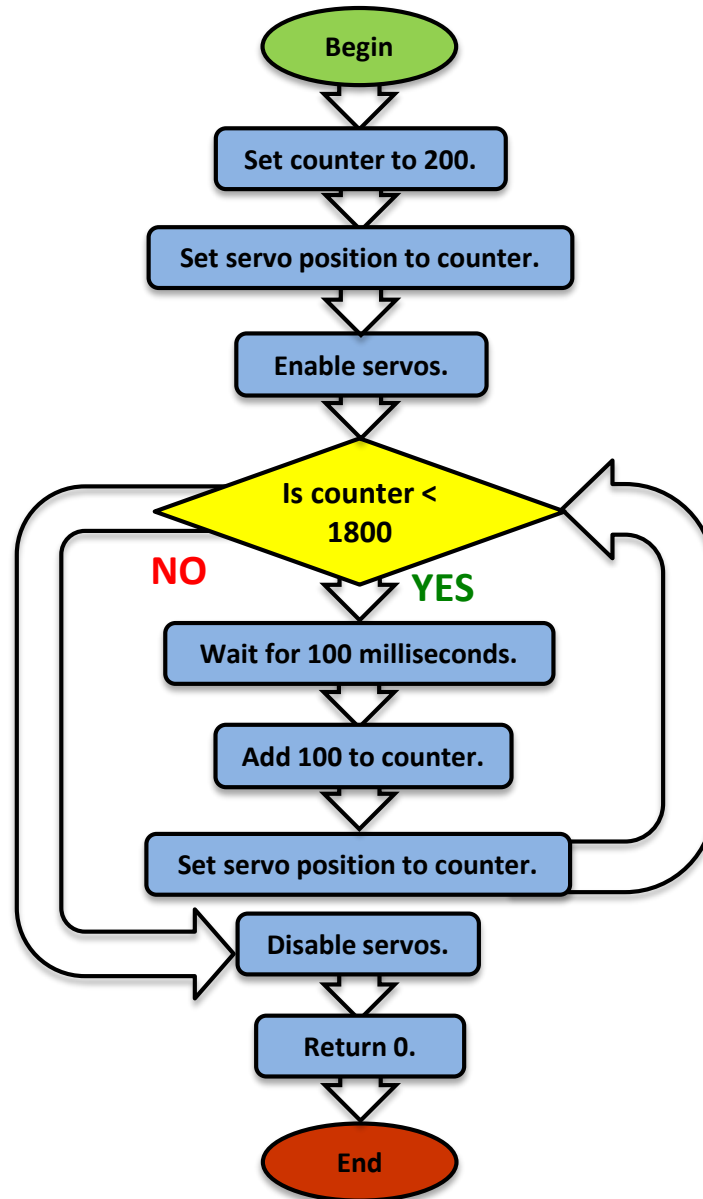 Begin
Set counter to 200.
Set servo position to counter.
Enable servos.
Is counter <
1800
NO
YES
Wait for 100 milliseconds.
Add 100 to counter.
Set servo position to counter.
Disable servos.
Return 0.
End